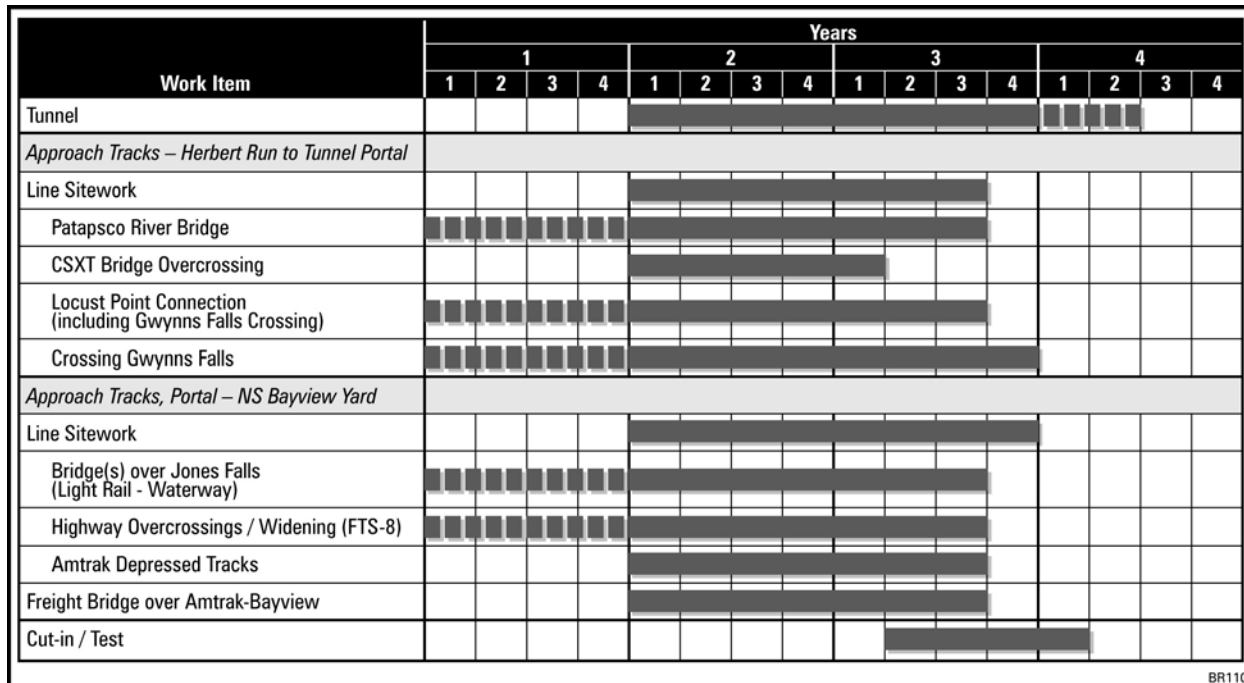 Years
1 2 3 4
Work Item 1 2 3 4 1 2 3 4 1 2 3 4 1 2 3 4
Tunnel
Approach Tracks – Herbert Run to Tunnel Portal
Line Sitework
Patapsco River Bridge
CSXT Bridge Overcrossing
Locust Point Connection
(including Gwynns Falls Crossing)
Crossing Gwynns Falls
Approach Tracks, Portal – NS Bayview Yard
Line Sitework
Bridge(s) over Jones Falls
(Light Rail - Waterway)
Highway Overcrossings / Widening (FTS-8)
Amtrak Depressed Tracks
Freight Bridge over Amtrak-Bayview
Cut-in / Test
BR110